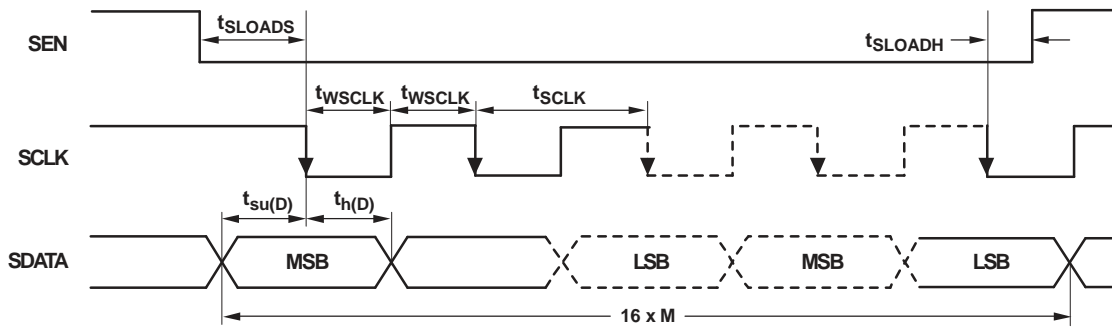 tSLOADS
SEN
tSLOADH
tWSCLK tWSCLK tSCLK
SCLK
tsu(D) th(D)
SDATA MSB LSB MSB LSB
16 x M